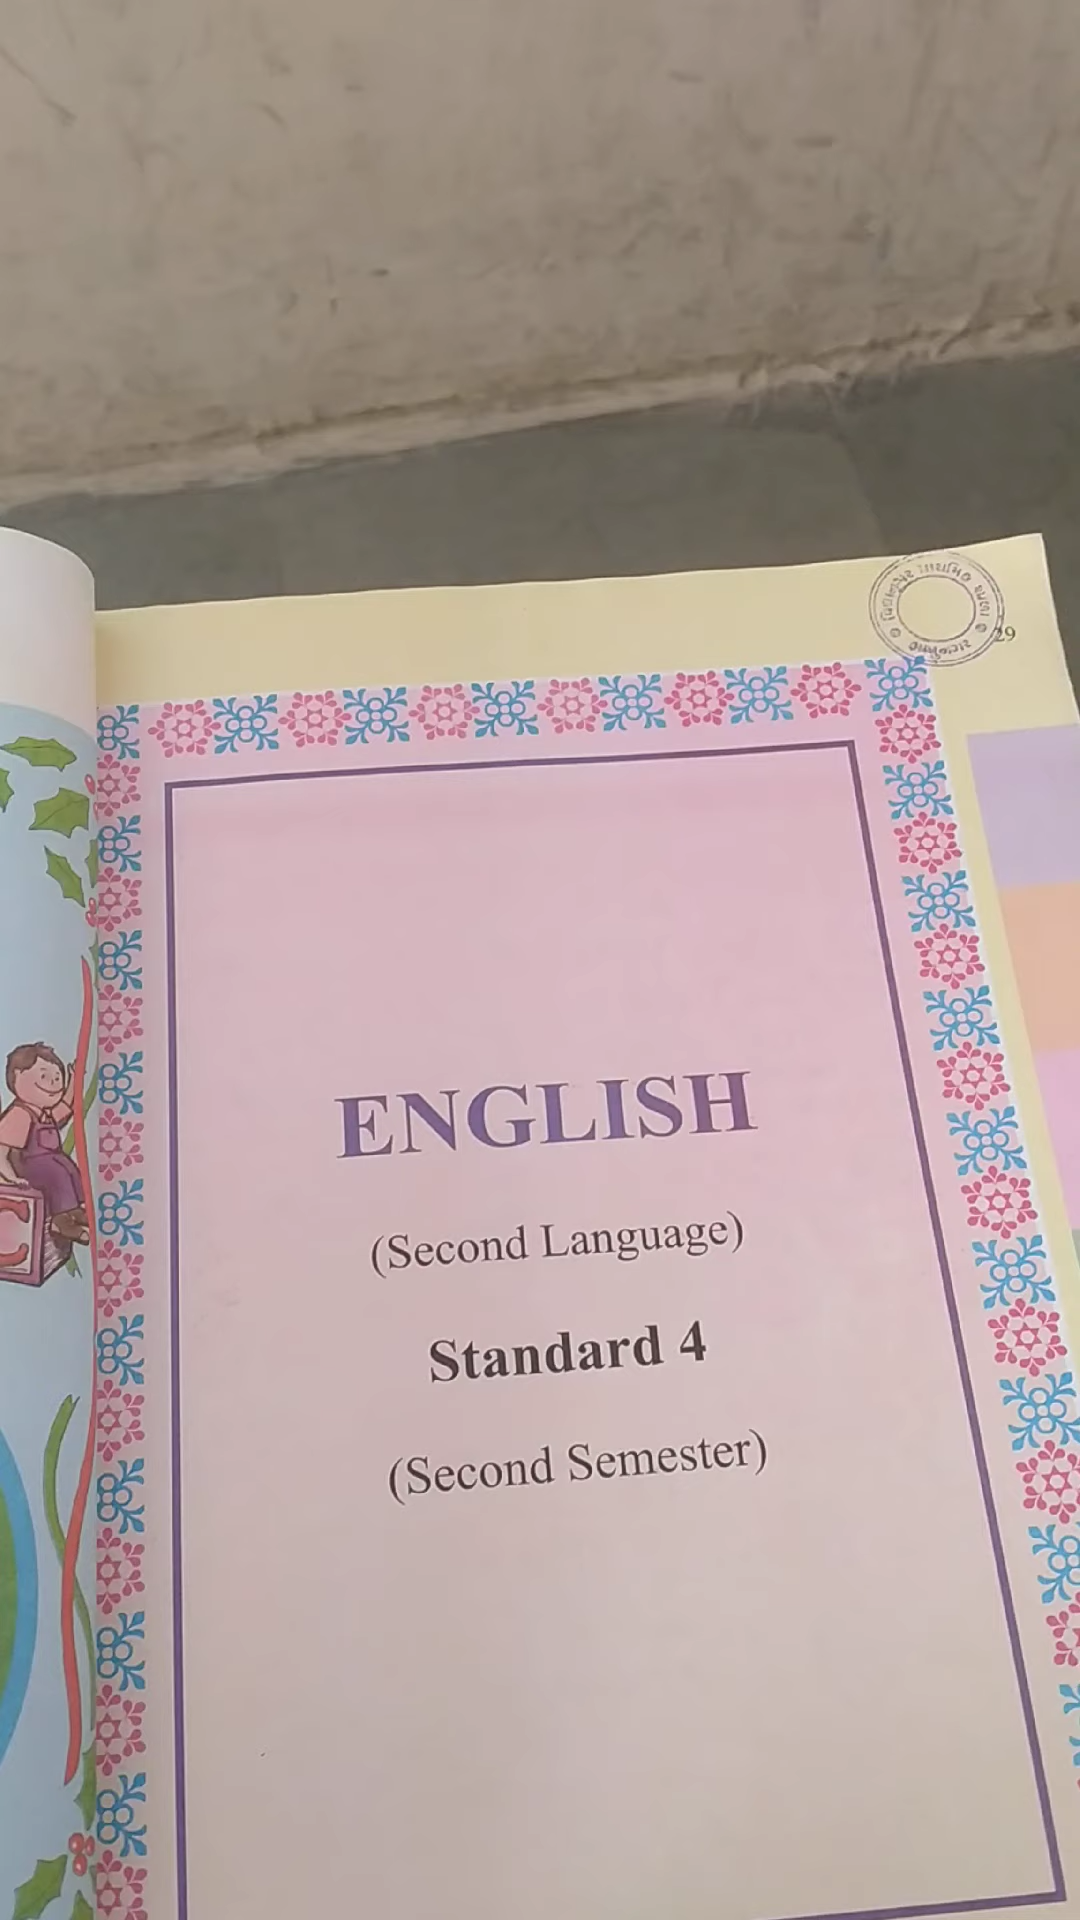 29
ENGLISH
(Second Language)
Standard 4
(Second Semester)
C